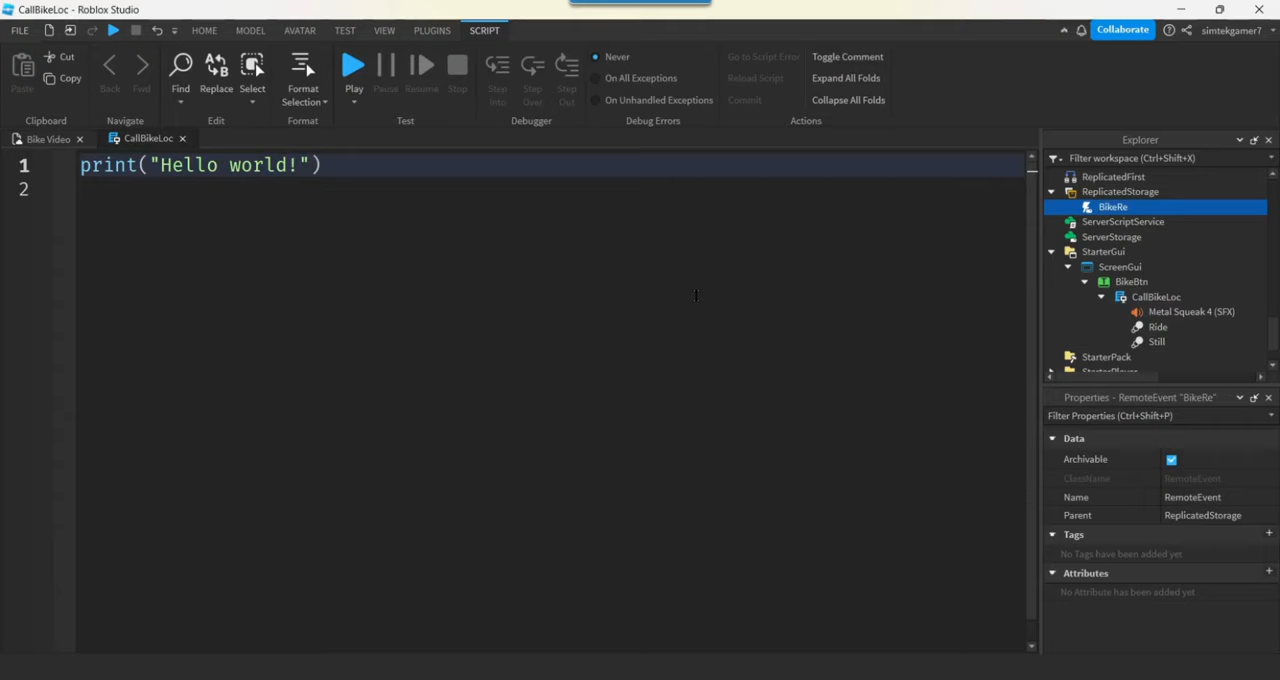 CallBikeLoc - Roblox Studio
FILE HOME MODEL AVATAR TEST VIEW PLUGINS SCRIPT Collaborate simtekgamer7
Paste Cut Copy Back Fwd Find Replace Select Format Selection Play Pause Resume Stop Step Into Step Over Step Out Never On All Exceptions On Unhandled Exceptions Go to Script Error Reload Script Commit Toggle Comment Expand All Folds Collapse All Folds
Clipboard Navigate Edit Format Test Debugger Debug Errors Actions
Bike Video CallBikeLoc
1 print("Hello world!")
2
Explorer
Filter workspace (Ctrl+Shift+X)
ReplicatedFirst
ReplicatedStorage
BikeRe
ServerScriptService
ServerStorage
StarterGui
ScreenGui
BikeBtn
CallBikeLoc
Metal Squeak 4 (SFX)
Ride
Still
StarterPack
StarterPlayer
Properties - RemoteEvent "BikeRe"
Filter Properties (Ctrl+Shift+P)
Data
Archivable
ClassName RemoteEvent
Name RemoteEvent
Parent ReplicatedStorage
Tags
No Tags have been added yet
Attributes
No Attribute has been added yet